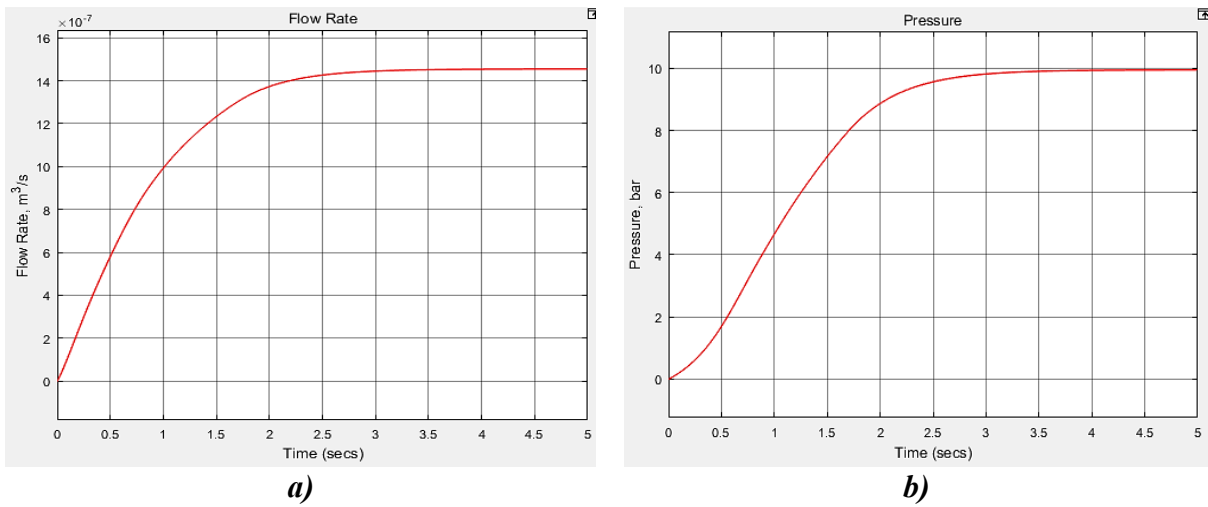 Flow Rate
×10⁻⁷
16
14
12
10
8
6
4
2
0
Flow Rate, m³/s
0 0.5 1 1.5 2 2.5 3 3.5 4 4.5 5
Time (secs)
a)
Pressure
10
8
6
4
2
0
Pressure, bar
0 0.5 1 1.5 2 2.5 3 3.5 4 4.5 5
Time (secs)
b)